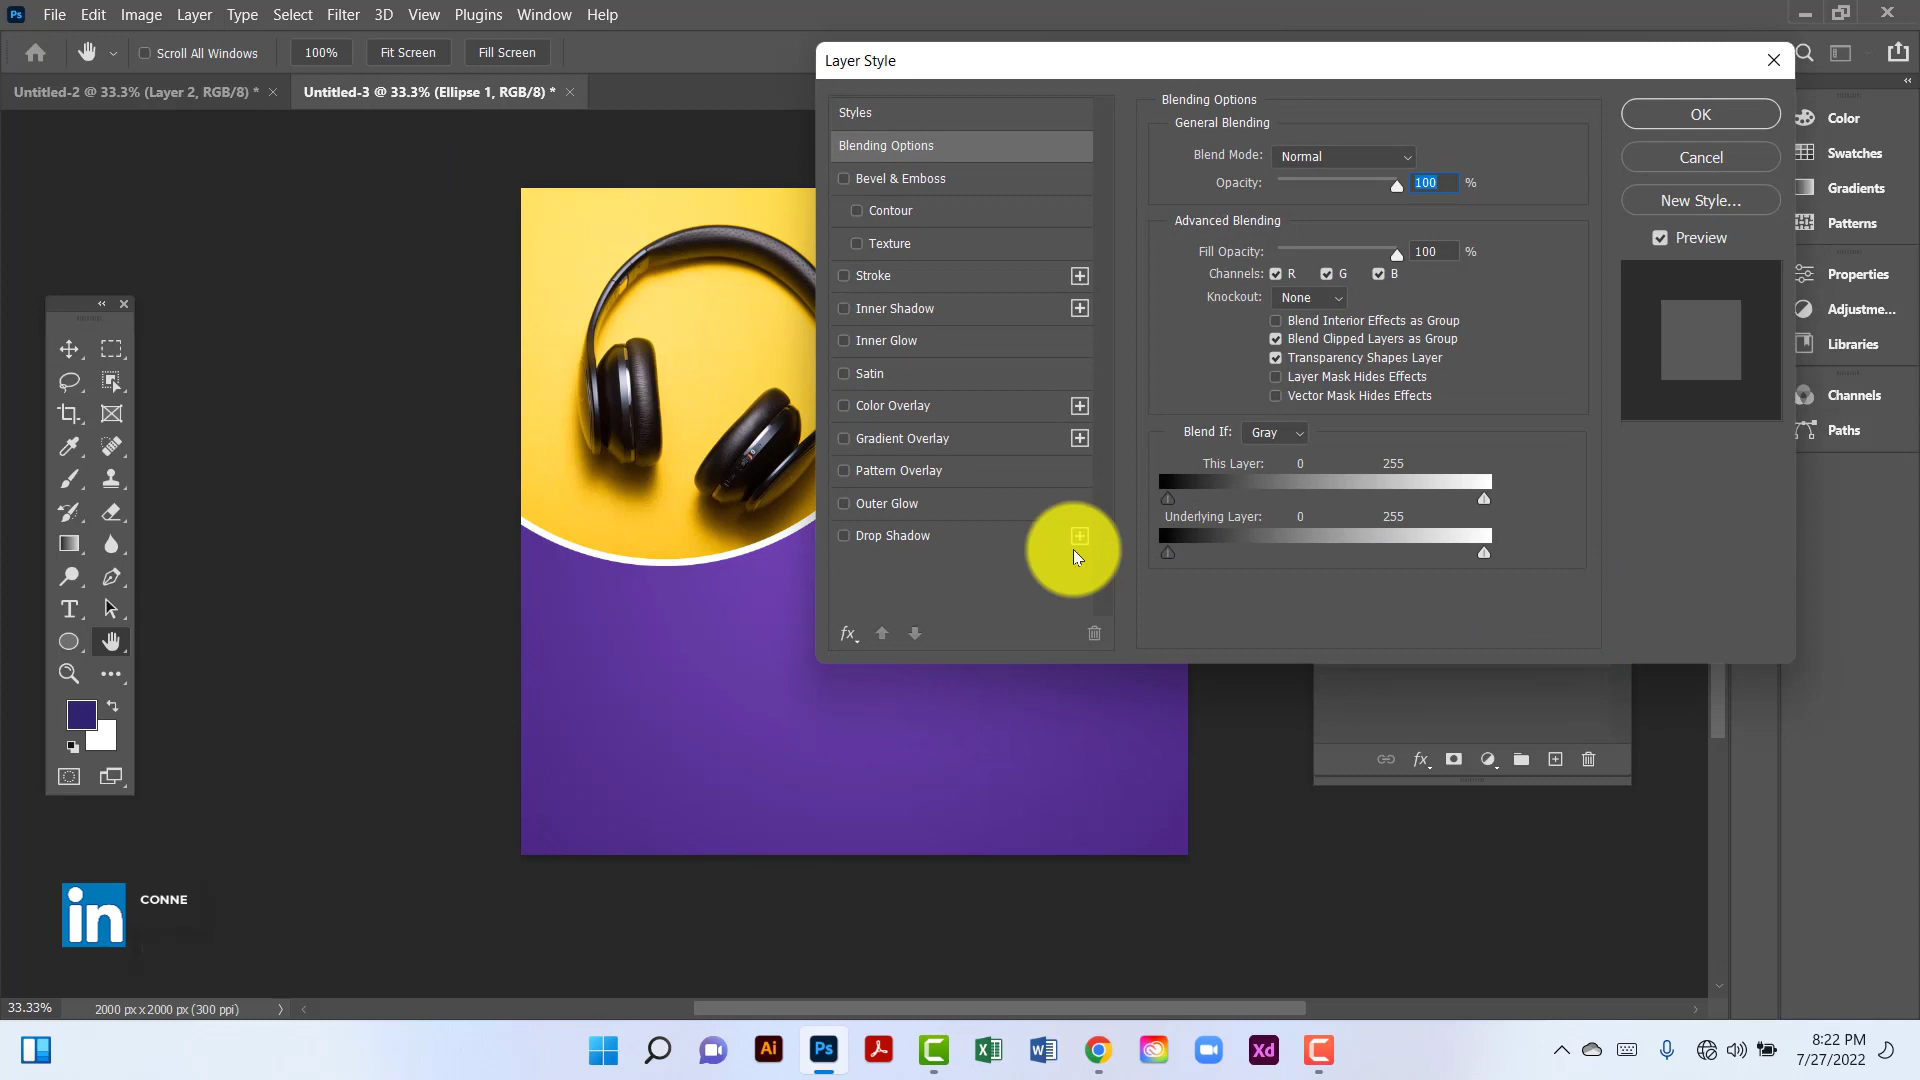 Ps File Edit Image Layer Type Select Filter 3D View Plugins Window Help
Scroll All Windows 100% Fit Screen Fill Screen
Untitled-2 @ 33.3% (Layer 2, RGB/8) * Untitled-3 @ 33.3% (Ellipse 1, RGB/8) *
Layer Style
Styles
Blending Options
Bevel & Emboss
Contour
Texture
Stroke
Inner Shadow
Inner Glow
Satin
Color Overlay
Gradient Overlay
Pattern Overlay
Outer Glow
Drop Shadow
fx
Blending Options
General Blending
Blend Mode: Normal
Opacity: 100 %
Advanced Blending
Fill Opacity: 100 %
Channels: R G B
Knockout: None
Blend Interior Effects as Group
Blend Clipped Layers as Group
Transparency Shapes Layer
Layer Mask Hides Effects
Vector Mask Hides Effects
Blend If: Gray
This Layer: 0 255
Underlying Layer: 0 255
OK
Cancel
New Style...
Preview
Color
Swatches
Gradients
Patterns
Properties
Adjustme...
Libraries
Channels
Paths
fx
T
in CONNE
33.33% 2000 px x 2000 px (300 ppi)
Ai Ps Xd
8:22 PM
7/27/2022